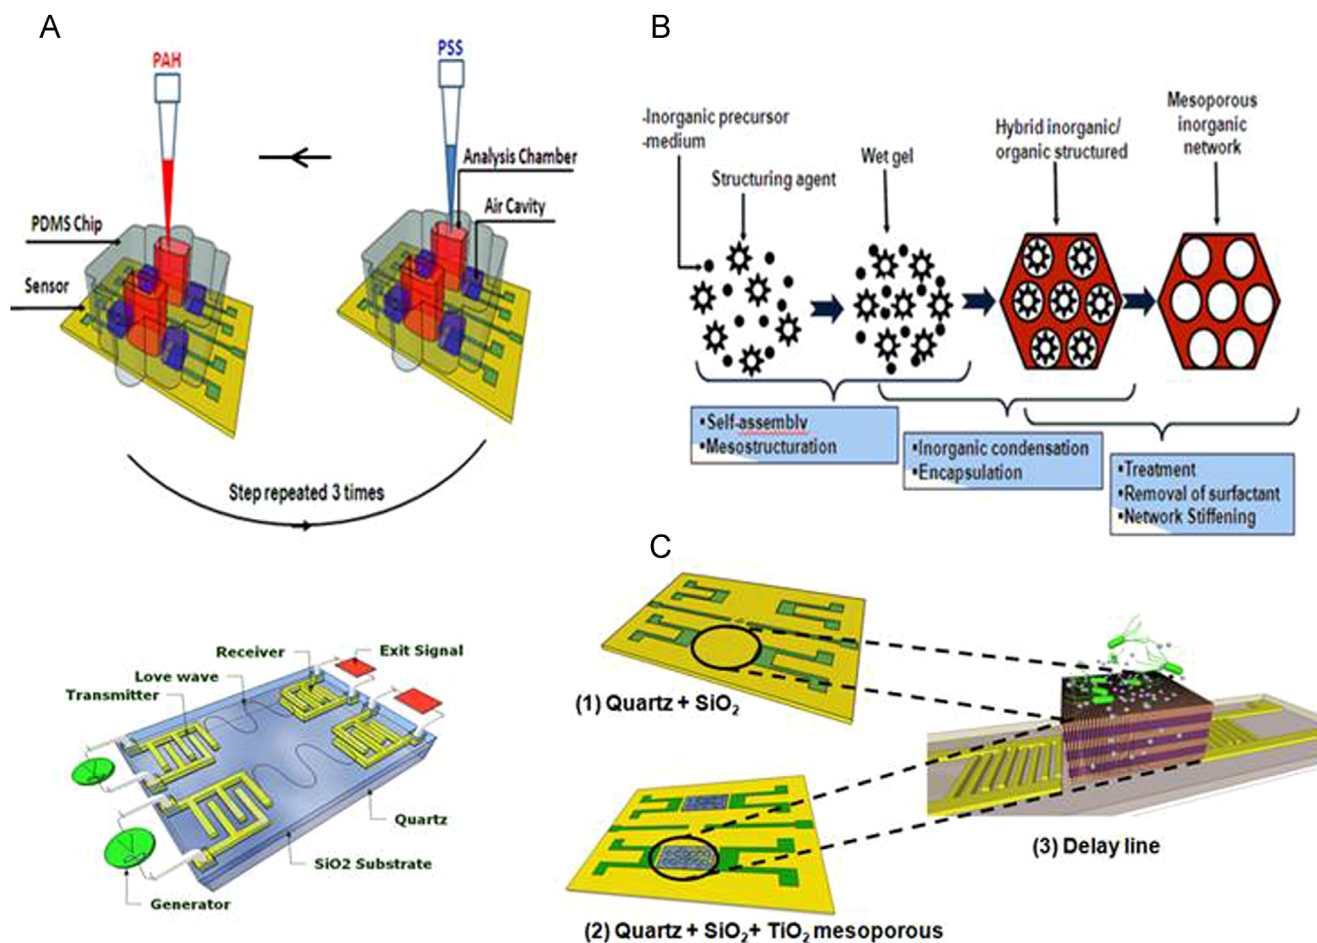 A
PAH
PSS
Analysis Chamber
Air Cavity
PDMS Chip
Sensor
Step repeated 3 times
Receiver
Exit Signal
Love wave
Transmitter
Quartz
SiO2 Substrate
Generator
B
-Inorganic precursor
-medium
Structuring agent
Wet gel
Hybrid inorganic/
organic structured
Mesoporous
inorganic
network
▪Self-assembly
▪Mesostructuration
▪Inorganic condensation
▪Encapsulation
▪Treatment
▪Removal of surfactant
▪Network Stiffening
C
(1) Quartz + SiO₂
(2) Quartz + SiO₂+ TiO₂ mesoporous
(3) Delay line